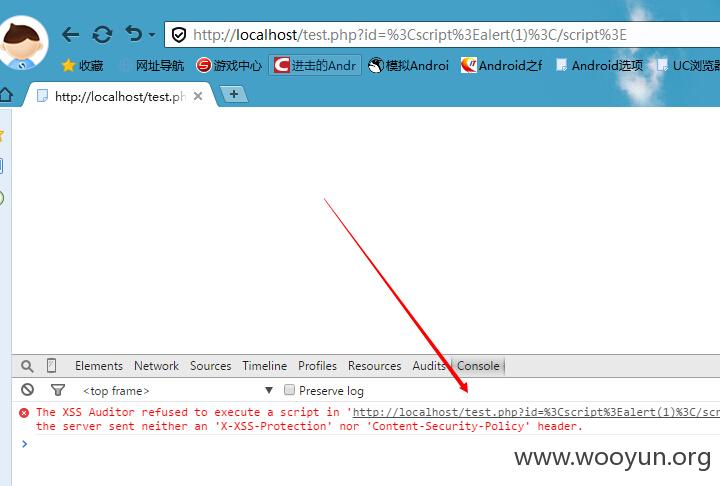 http://localhost/test.php?id=%3Cscript%3Ealert(1)%3C/script%3E
收藏 网址导航 游戏中心 进击的Andr 模拟Androi Android之f Android选项 UC浏览器
http://localhost/test.ph
Elements Network Sources Timeline Profiles Resources Audits Console
<top frame> Preserve log
The XSS Auditor refused to execute a script in 'http://localhost/test.php?id=%3Cscript%3Ealert(1)%3C/scr
the server sent neither an 'X-XSS-Protection' nor 'Content-Security-Policy' header.
www.wooyun.org